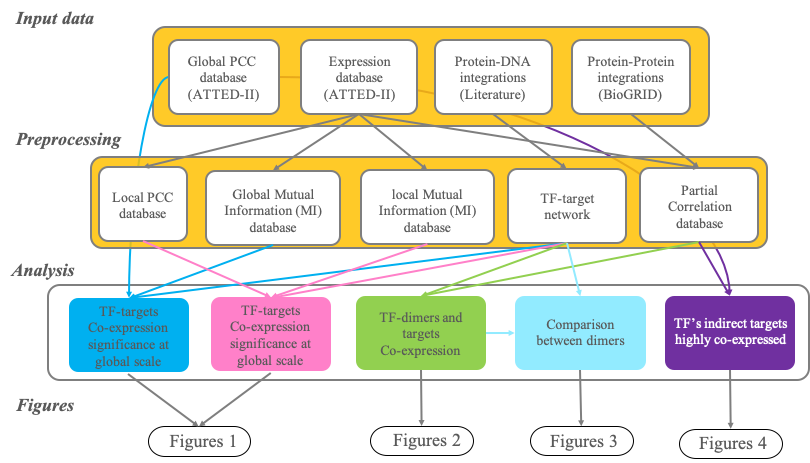 Input data
Global PCC
database
(ATTED-II)
Expression
database
(ATTED-II)
Protein-DNA
integrations
(Literature)
Protein-Protein
integrations
(BioGRID)
Preprocessing
Local PCC
database
Global Mutual
Information (MI)
database
local Mutual
Information (MI)
database
TF-target
network
Partial
Correlation
database
Analysis
TF-targets
Co-expression
significance at
global scale
TF-targets
Co-expression
significance at
global scale
TF-dimers and
targets
Co-expression
Comparison
between dimers
TF's indirect targets
highly co-expressed
Figures
Figures 1
Figures 2
Figures 3
Figures 4